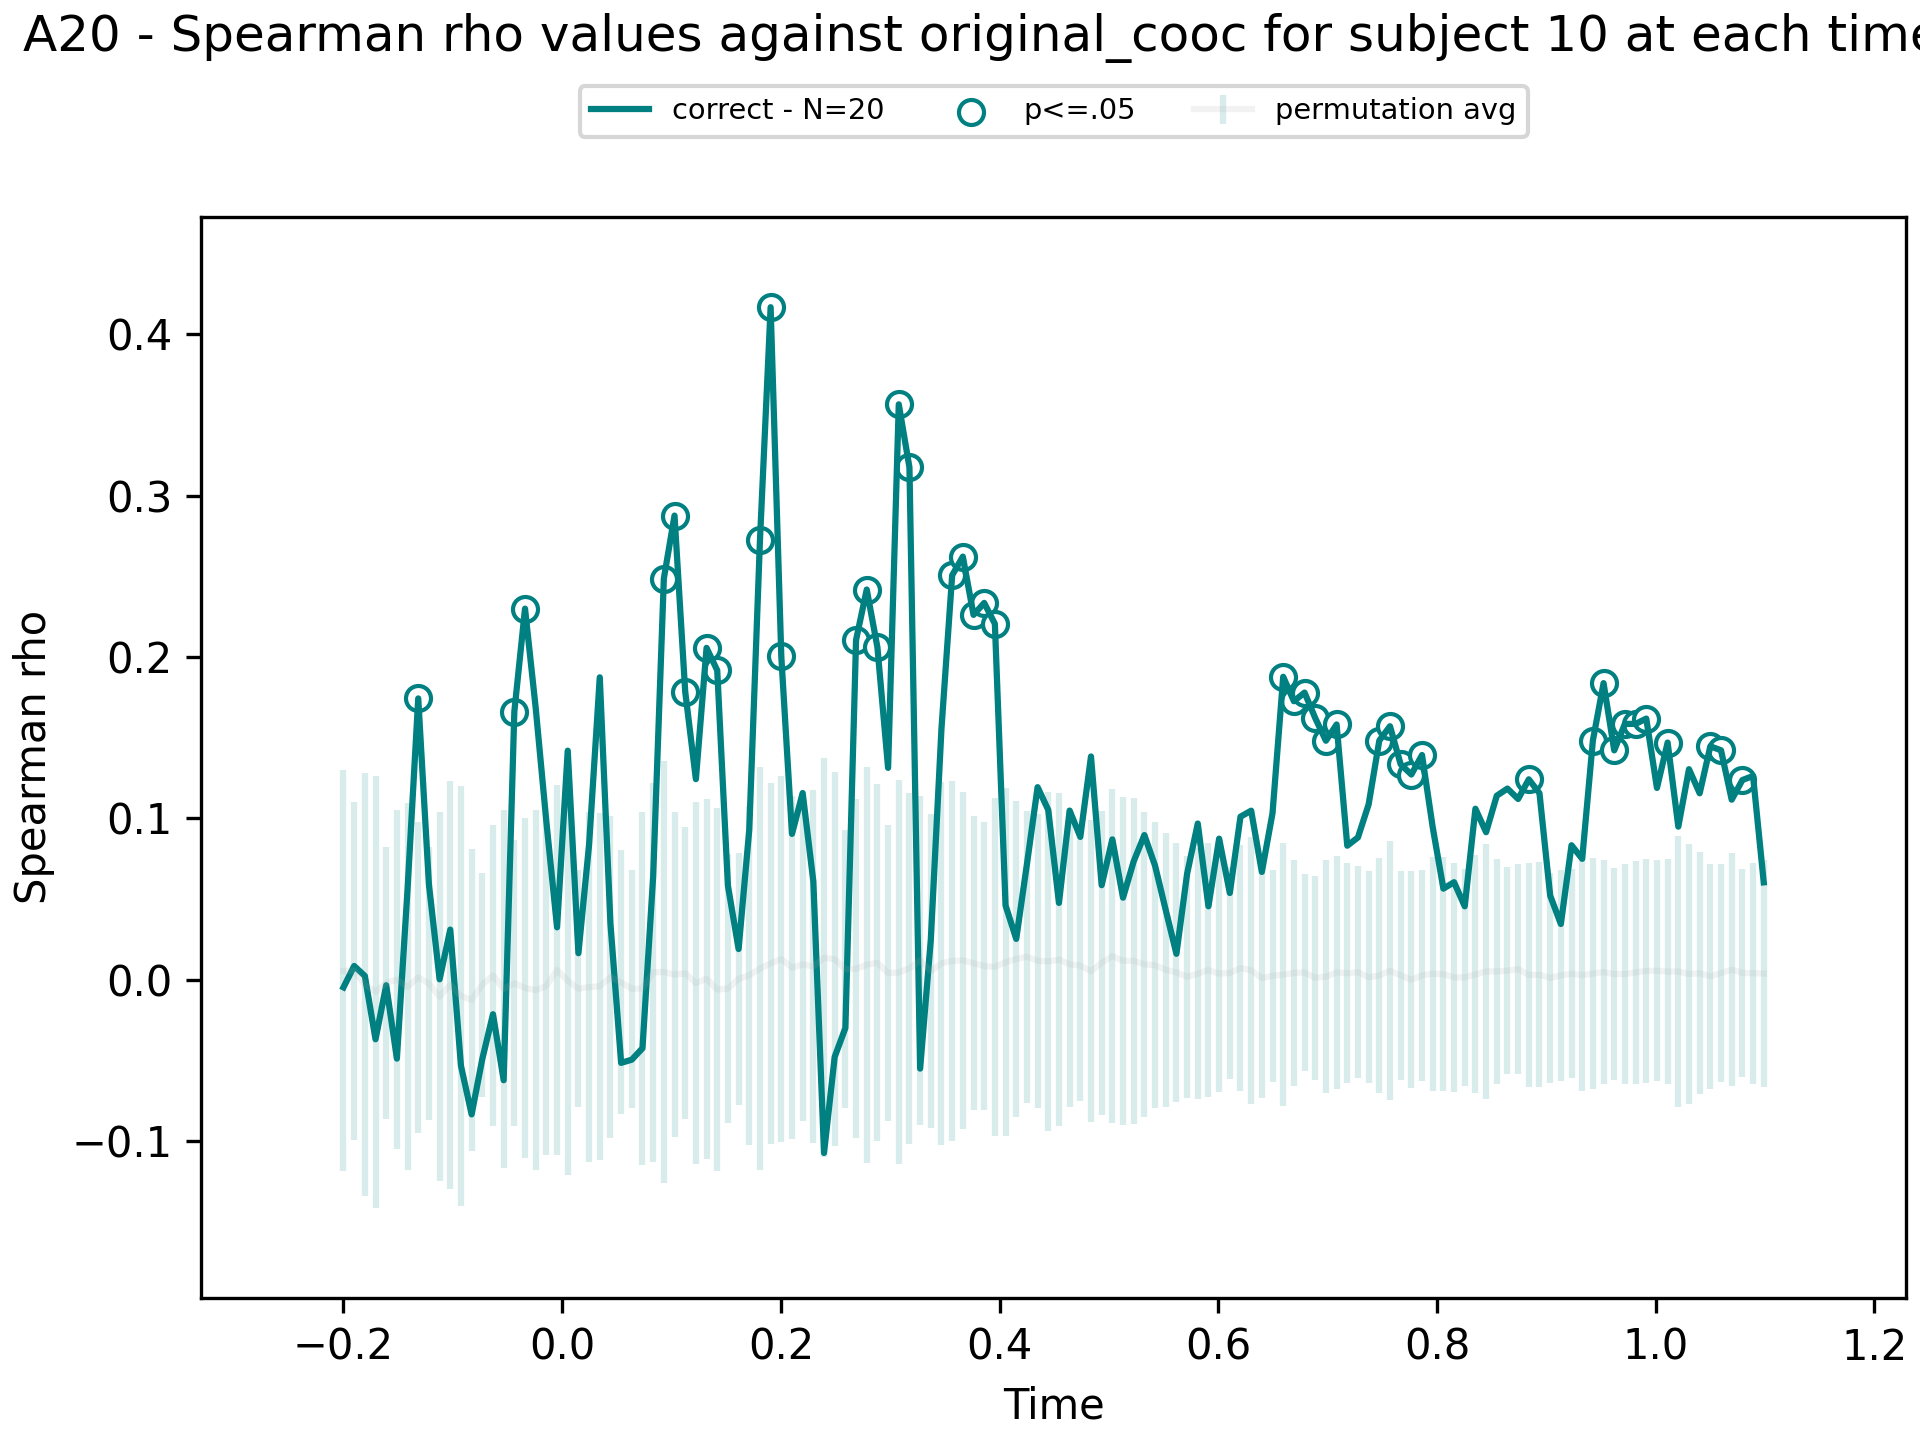 A20 - Spearman rho values against original_cooc for subject 10 at each time
correct - N=20
p<=.05
permutation avg
0.4
0.3
0.2
0.1
0.0
−0.1
Spearman rho
−0.2
0.0
0.2
0.4
0.6
0.8
1.0
1.2
Time